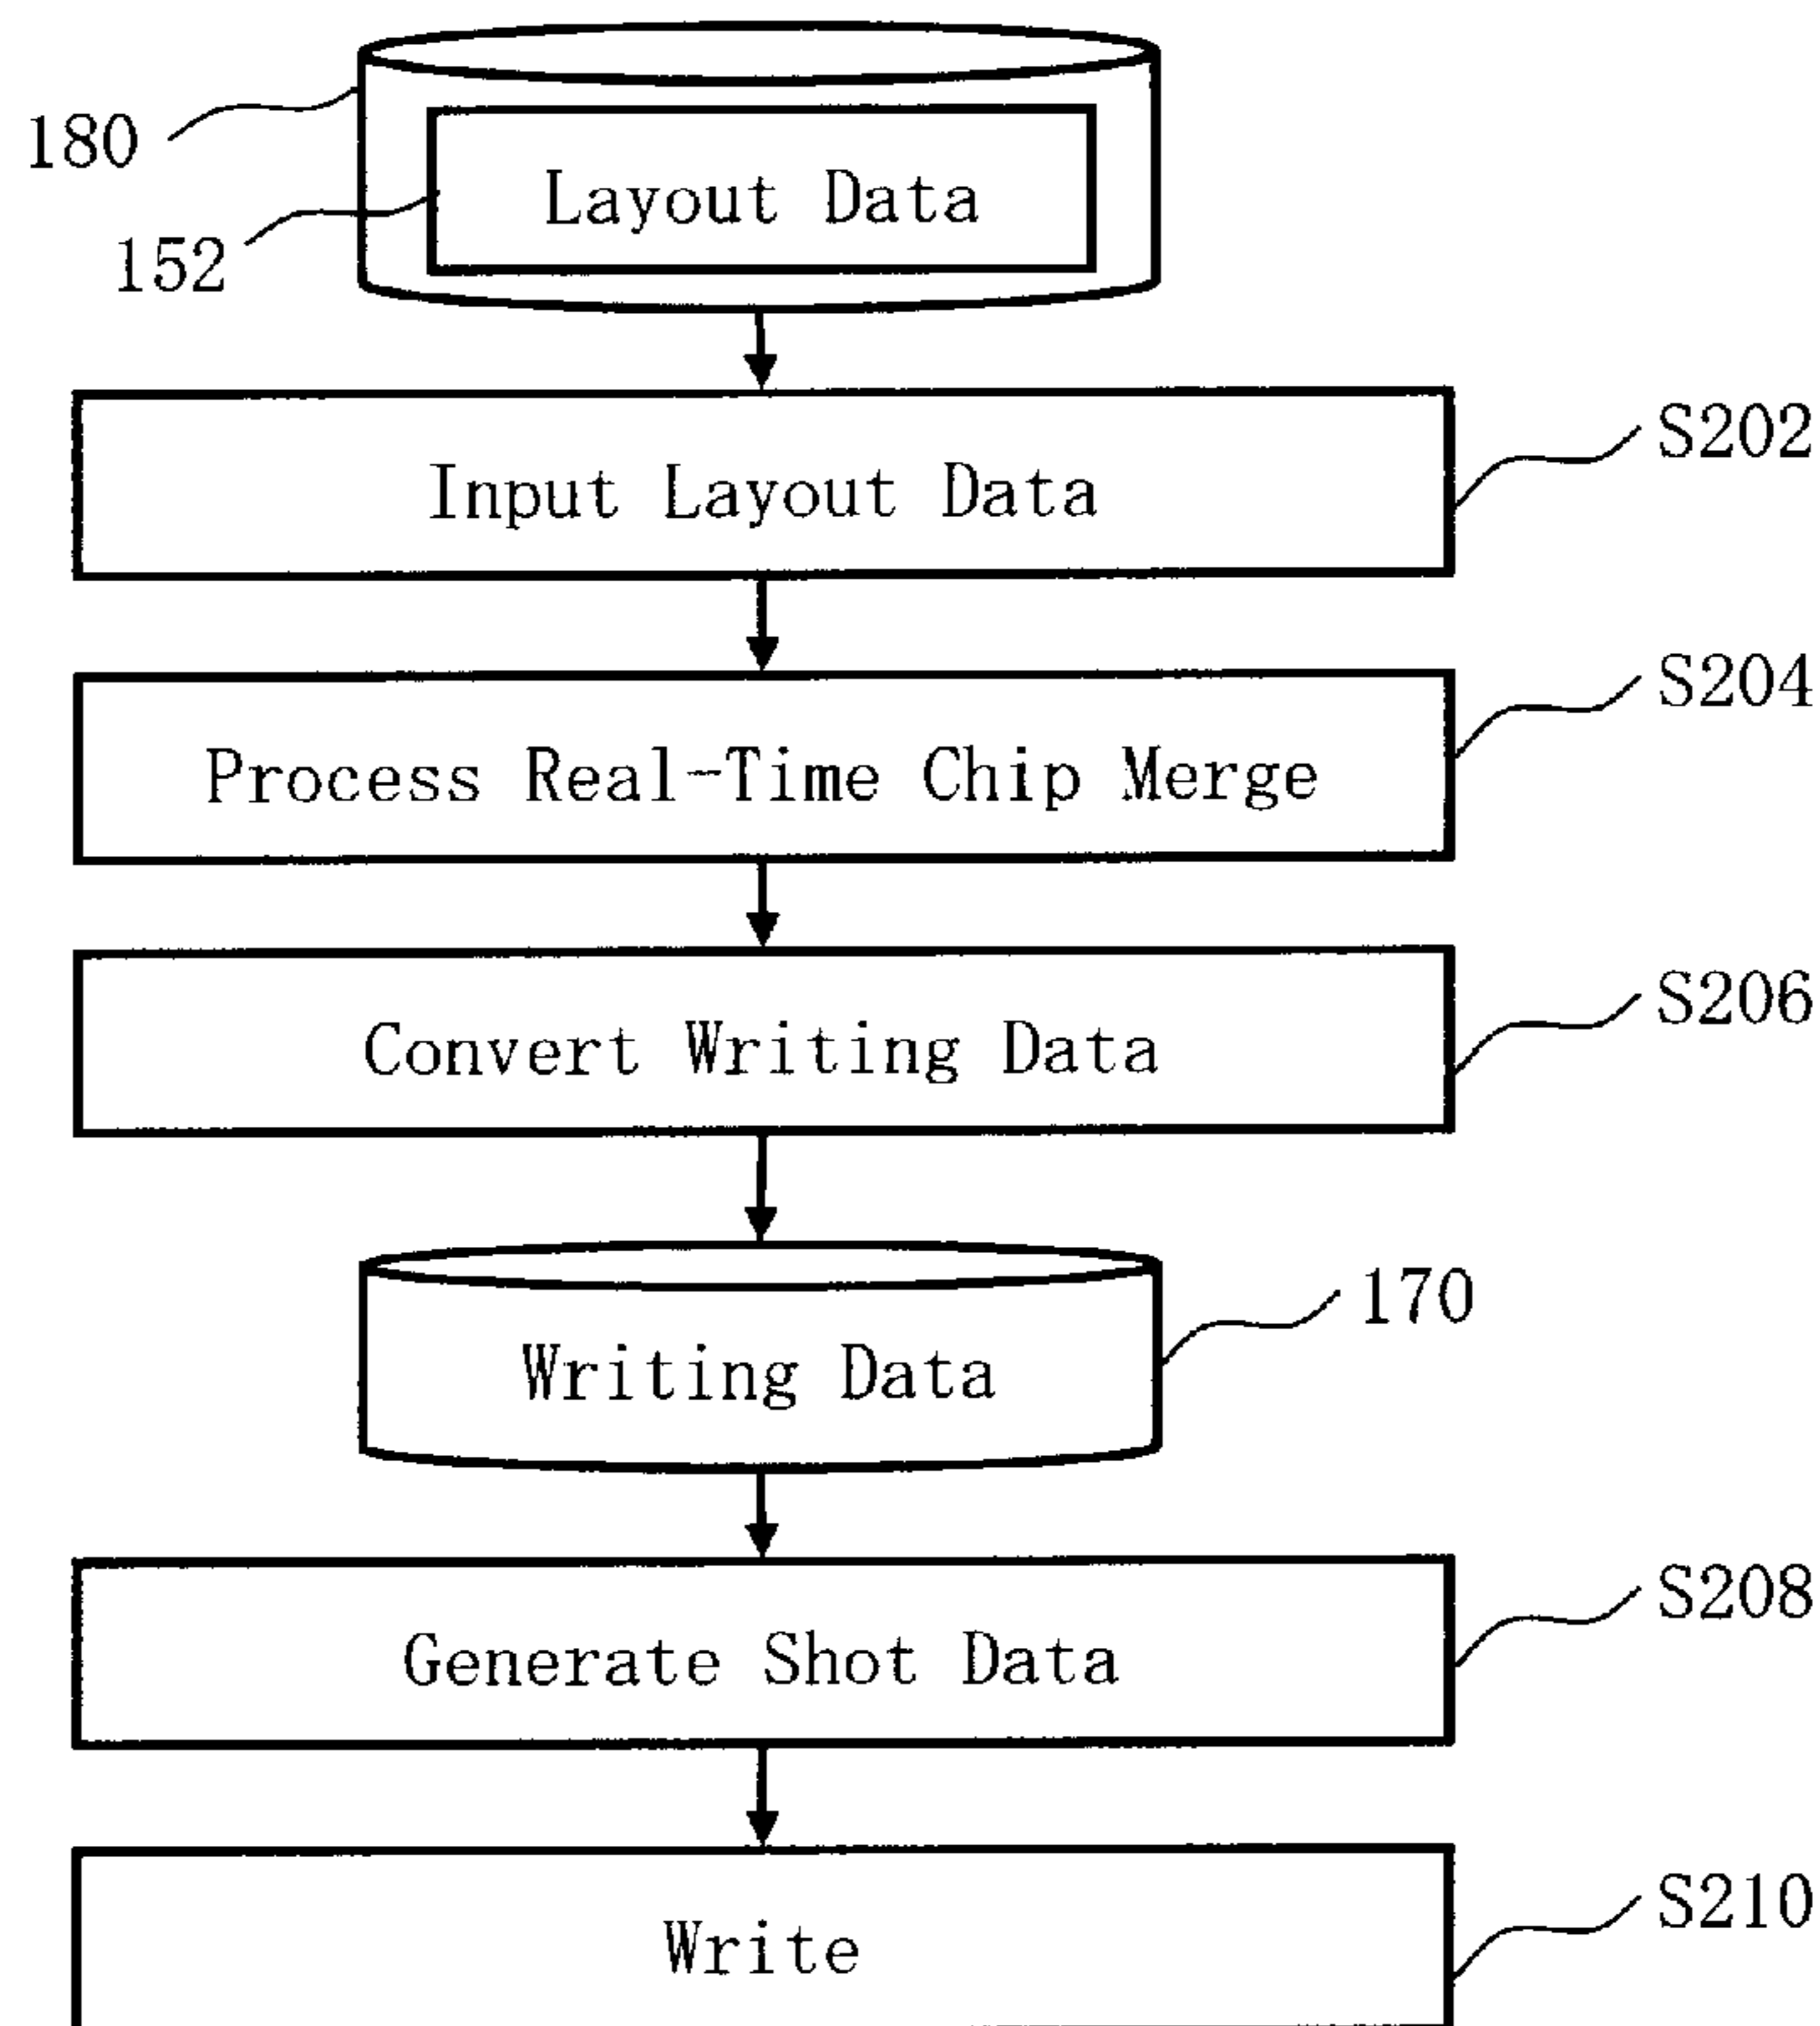 180
Layout Data
152
Input Layout Data
S202
Process Real-Time Chip Merge
S204
Convert Writing Data
S206
Writing Data
170
Generate Shot Data
S208
Write
S210